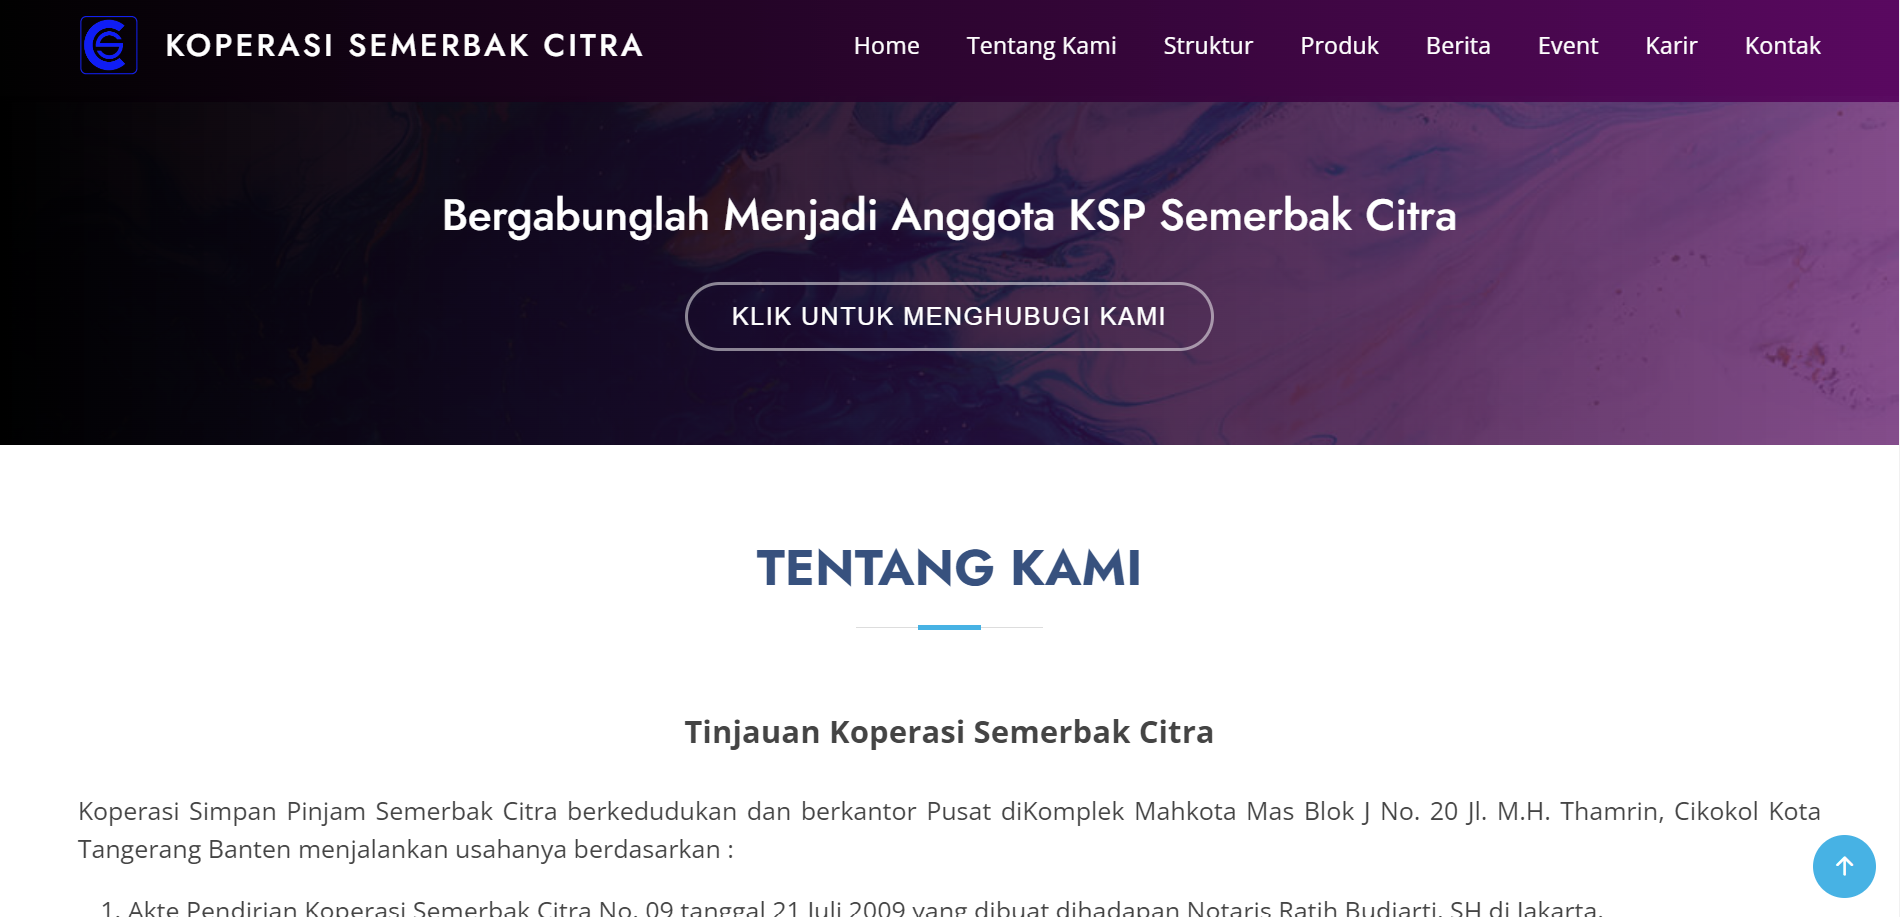 KOPERASI SEMERBAK CITRA
Home Tentang Kami Struktur Produk Berita Event Karir Kontak
Bergabunglah Menjadi Anggota KSP Semerbak Citra
KLIK UNTUK MENGHUBUGI KAMI
TENTANG KAMI
Tinjauan Koperasi Semerbak Citra
Koperasi Simpan Pinjam Semerbak Citra berkedudukan dan berkantor Pusat diKomplek Mahkota Mas Blok J No. 20 Jl. M.H. Thamrin, Cikokol Kota
Tangerang Banten menjalankan usahanya berdasarkan :
1. Akte Pendirian Koperasi Semerbak Citra No. 09 tanggal 21 Juli 2009 yang dibuat dihadapan Notaris Ratih Budiarti, SH di Jakarta.